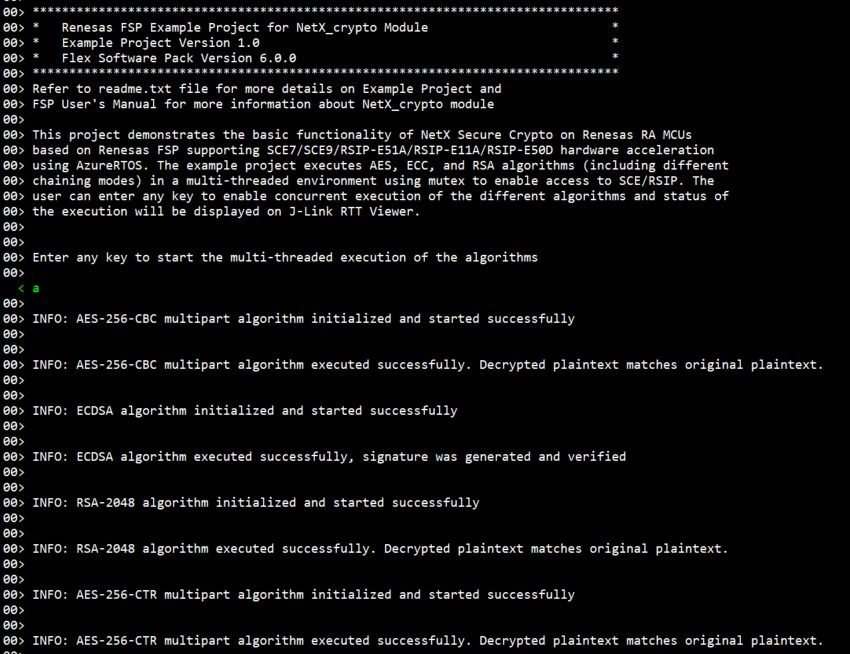 00> *********************************************************************************
00> *   Renesas FSP Example Project for NetX_crypto Module                          *
00> *   Example Project Version 1.0                                                 *
00> *   Flex Software Pack Version 6.0.0                                            *
00> *********************************************************************************
00> Refer to readme.txt file for more details on Example Project and
00> FSP User's Manual for more information about NetX_crypto module
00>
00> This project demonstrates the basic functionality of NetX Secure Crypto on Renesas RA MCUs
00> based on Renesas FSP supporting SCE7/SCE9/RSIP-E51A/RSIP-E11A/RSIP-E50D hardware acceleration
00> using AzureRTOS. The example project executes AES, ECC, and RSA algorithms (including different
00> chaining modes) in a multi-threaded environment using mutex to enable access to SCE/RSIP. The
00> user can enter any key to enable concurrent execution of the different algorithms and status of
00> the execution will be displayed on J-Link RTT Viewer.
00>
00>
00> Enter any key to start the multi-threaded execution of the algorithms
00>
< a
00>
00> INFO: AES-256-CBC multipart algorithm initialized and started successfully
00>
00>
00> INFO: AES-256-CBC multipart algorithm executed successfully. Decrypted plaintext matches original plaintext.
00>
00>
00> INFO: ECDSA algorithm initialized and started successfully
00>
00>
00> INFO: ECDSA algorithm executed successfully, signature was generated and verified
00>
00>
00> INFO: RSA-2048 algorithm initialized and started successfully
00>
00>
00> INFO: RSA-2048 algorithm executed successfully. Decrypted plaintext matches original plaintext.
00>
00>
00> INFO: AES-256-CTR multipart algorithm initialized and started successfully
00>
00>
00> INFO: AES-256-CTR multipart algorithm executed successfully. Decrypted plaintext matches original plaintext.